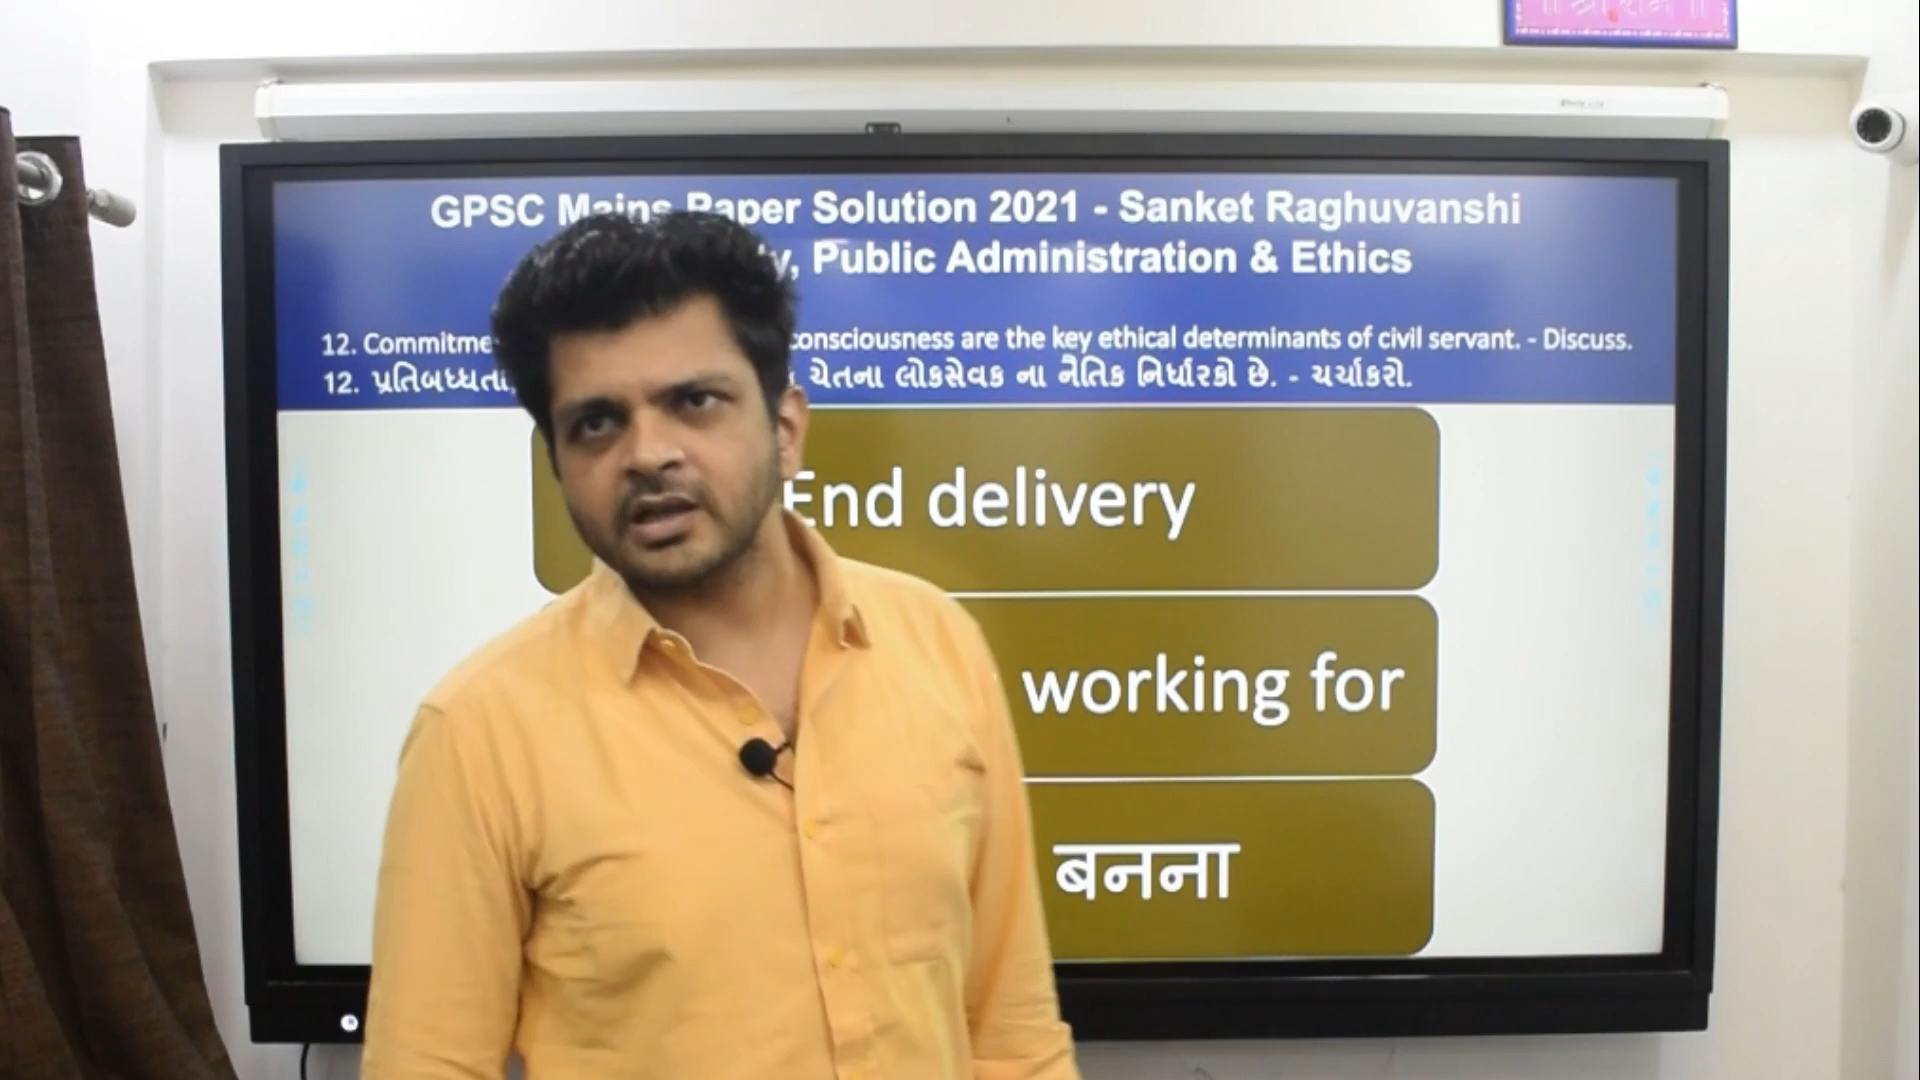 ॥ श्री राम ॥
GPSC Mains Paper Solution 2021 - Sanket Raghuvanshi
, Public Administration & Ethics
12. Commitme consciousness are the key ethical determinants of civil servant. - Discuss.
12. પ્રતિબધ્ધતા, ચેતના લોકસેવક ના નૈતિક નિર્ધારકો છે. - ચર્ચાકરો.
End delivery
working for
बनना